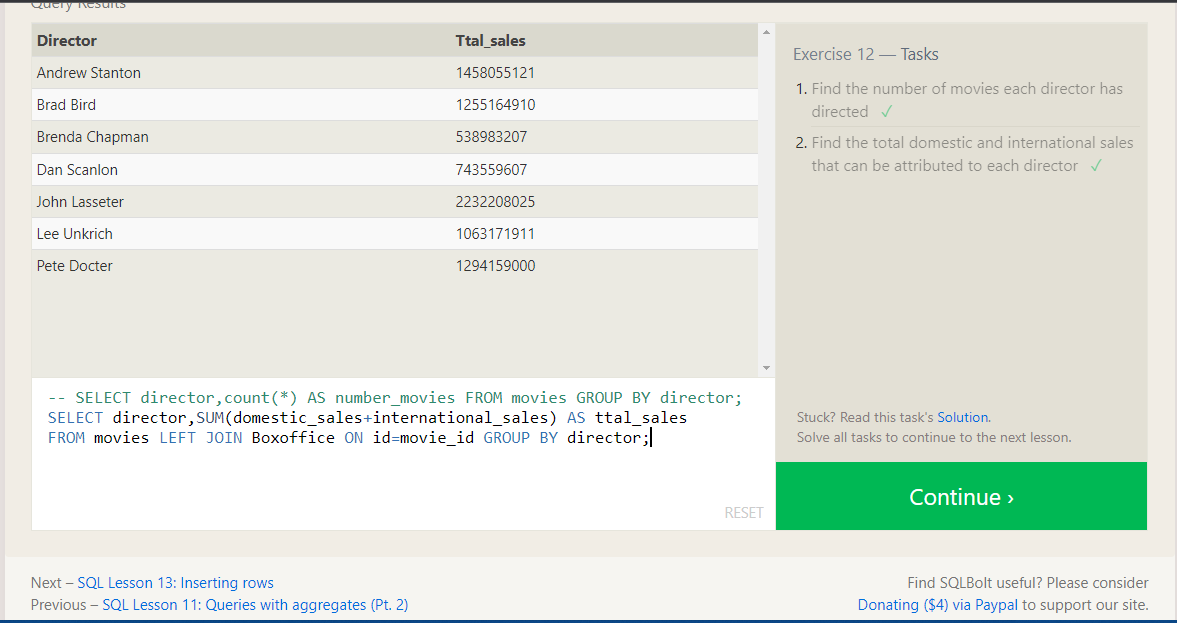 Query Results
Director Ttal_sales
Andrew Stanton 1458055121
Brad Bird 1255164910
Brenda Chapman 538983207
Dan Scanlon 743559607
John Lasseter 2232208025
Lee Unkrich 1063171911
Pete Docter 1294159000
-- SELECT director,count(*) AS number_movies FROM movies GROUP BY director;
SELECT director,SUM(domestic_sales+international_sales) AS ttal_sales
FROM movies LEFT JOIN Boxoffice ON id=movie_id GROUP BY director;
RESET
Exercise 12 — Tasks
1. Find the number of movies each director has
directed ✓
2. Find the total domestic and international sales
that can be attributed to each director ✓
Stuck? Read this task's Solution.
Solve all tasks to continue to the next lesson.
Continue ›
Next – SQL Lesson 13: Inserting rows
Previous – SQL Lesson 11: Queries with aggregates (Pt. 2)
Find SQLBolt useful? Please consider
Donating ($4) via Paypal to support our site.